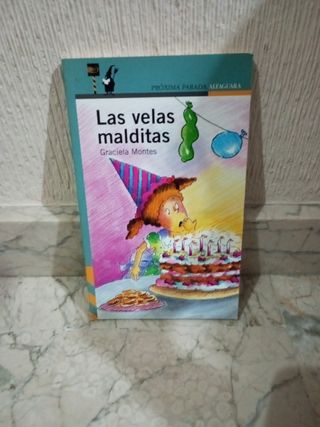 PRÓXIMA PARADA ALFAGUARA
Las velas
malditas
Graciela Montes